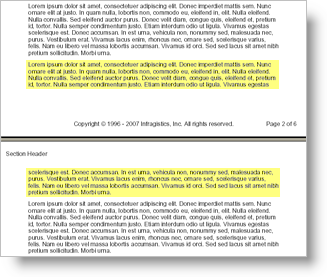 Lorem ipsum dolor sit amet, consectetuer adipiscing elit. Donec imperdiet mattis sem. Nunc
ornare elit at justo. In quam nulla, lobortis non, commodo eu, eleifend in, elit. Nulla eleifend.
Nulla convallis. Sed eleifend auctor purus. Donec velit diam, congue quis, eleifend et, pretium
id, tortor. Nulla semper condimentum justo. Etiam interdum odio ut ligula. Vivamus egestas
scelerisque est. Donec accumsan. In est urna, vehicula non, nonummy sed, malesuada nec,
purus. Vestibulum erat. Vivamus lacus enim, rhoncus nec, ornare sed, scelerisque varius,
felis. Nam eu libero vel massa lobortis accumsan. Vivamus id orci. Sed sed lacus sit amet nibh
pretium sollicitudin. Morbi urna.
Lorem ipsum dolor sit amet, consectetuer adipiscing elit. Donec imperdiet mattis sem. Nunc
ornare elit at justo. In quam nulla, lobortis non, commodo eu, eleifend in, elit. Nulla eleifend.
Nulla convallis. Sed eleifend auctor purus. Donec velit diam, congue quis, eleifend et, pretium
id, tortor. Nulla semper condimentum justo. Etiam interdum odio ut ligula. Vivamus egestas
Copyright © 1996 - 2007 Infragistics, Inc. All rights reserved. Page 2 of 6
Section Header
scelerisque est. Donec accumsan. In est urna, vehicula non, nonummy sed, malesuada nec,
purus. Vestibulum erat. Vivamus lacus enim, rhoncus nec, ornare sed, scelerisque varius,
felis. Nam eu libero vel massa lobortis accumsan. Vivamus id orci. Sed sed lacus sit amet nibh
pretium sollicitudin. Morbi urna.
Lorem ipsum dolor sit amet, consectetuer adipiscing elit. Donec imperdiet mattis sem. Nunc
ornare elit at justo. In quam nulla, lobortis non, commodo eu, eleifend in, elit. Nulla eleifend.
Nulla convallis. Sed eleifend auctor purus. Donec velit diam, congue quis, eleifend et, pretium
id, tortor. Nulla semper condimentum justo. Etiam interdum odio ut ligula. Vivamus egestas
scelerisque est. Donec accumsan. In est urna, vehicula non, nonummy sed, malesuada nec,
purus. Vestibulum erat. Vivamus lacus enim, rhoncus nec, ornare sed, scelerisque varius,
felis. Nam eu libero vel massa lobortis accumsan. Vivamus id orci. Sed sed lacus sit amet nibh
pretium sollicitudin. Morbi urna.